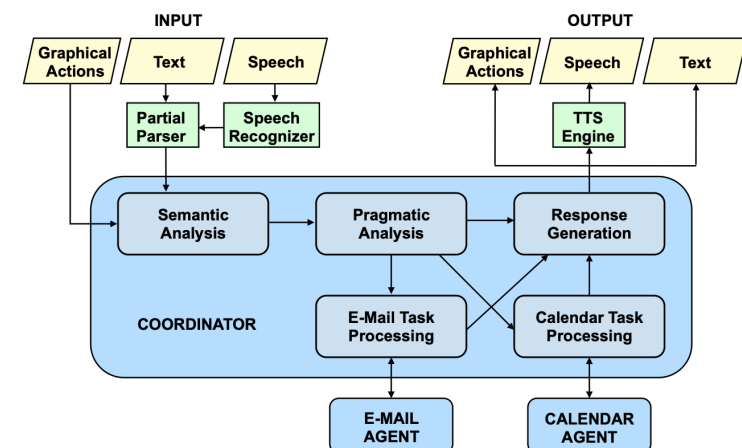 INPUT
OUTPUT
Graphical
Actions
Text
Speech
Graphical
Actions
Speech
Text
Partial
Parser
Speech
Recognizer
TTS
Engine
Semantic
Analysis
Pragmatic
Analysis
Response
Generation
COORDINATOR
E-Mail Task
Processing
Calendar Task
Processing
E-MAIL
AGENT
CALENDAR
AGENT